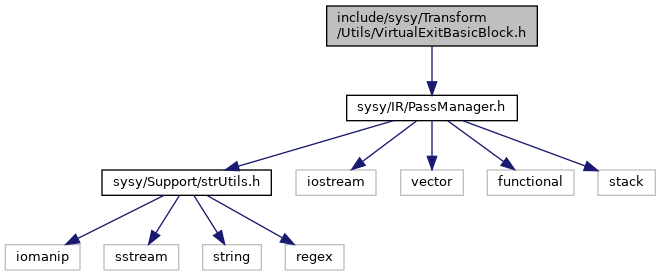 include/sysy/Transform
/Utils/VirtualExitBasicBlock.h
sysy/IR/PassManager.h
sysy/Support/strUtils.h
iostream
vector
functional
stack
iomanip
sstream
string
regex